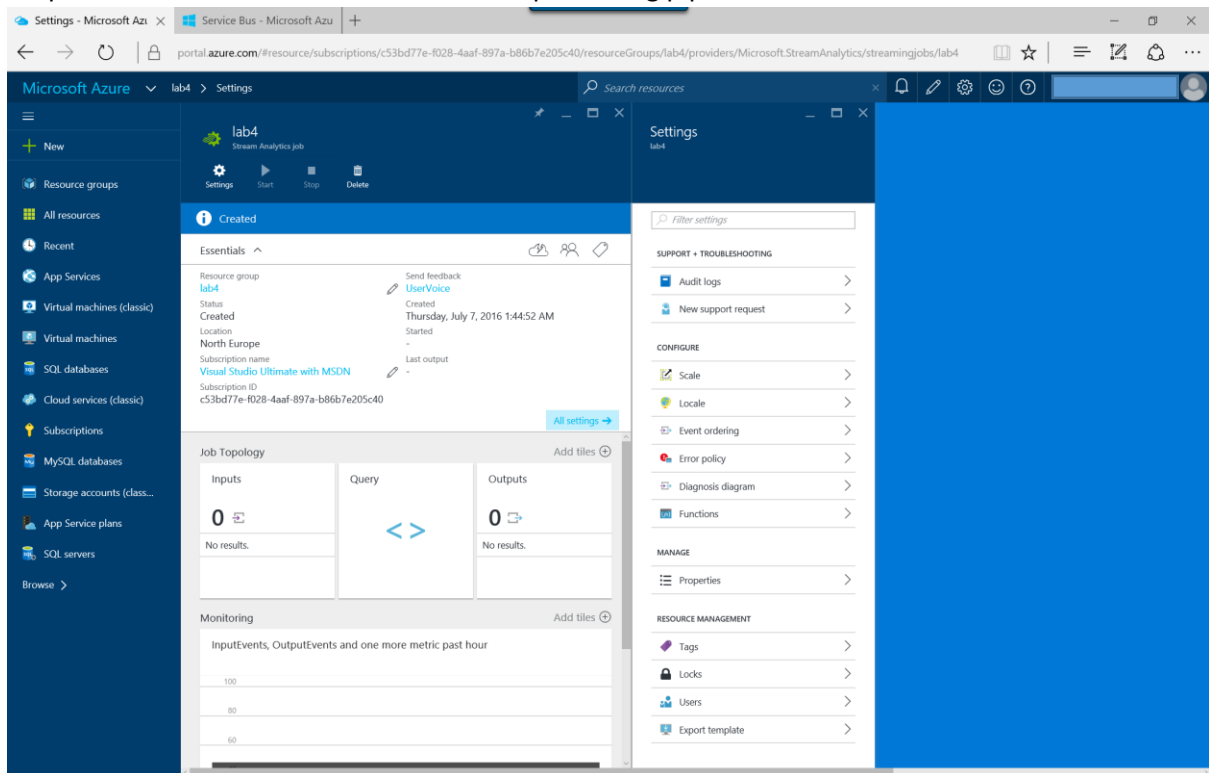 Settings - Microsoft Azu
Service Bus - Microsoft Azu
portal.azure.com/#resource/subscriptions/c53bd77e-f028-4aaf-897a-b86b7e205c40/resourceGroups/lab4/providers/Microsoft.StreamAnalytics/streamingjobs/lab4
Microsoft Azure lab4 > Settings
Search resources
New
Resource groups
All resources
Recent
App Services
Virtual machines (classic)
Virtual machines
SQL databases
Cloud services (classic)
Subscriptions
MySQL databases
Storage accounts (class...
App Service plans
SQL servers
Browse >
lab4
Stream Analytics job
Settings Start Stop Delete
Created
Essentials
Resource group
lab4
Status
Created
Location
North Europe
Subscription name
Visual Studio Ultimate with MSDN
Subscription ID
c53bd77e-f028-4aaf-897a-b86b7e205c40
Send feedback
UserVoice
Created
Thursday, July 7, 2016 1:44:52 AM
Started
-
Last output
-
All settings →
Job Topology Add tiles
Inputs
0
No results.
Query
< >
Outputs
0
No results.
Monitoring Add tiles
InputEvents, OutputEvents and one more metric past hour
100
80
60
Settings
lab4
Filter settings
SUPPORT + TROUBLESHOOTING
Audit logs
New support request
CONFIGURE
Scale
Locale
Event ordering
Error policy
Diagnosis diagram
Functions
MANAGE
Properties
RESOURCE MANAGEMENT
Tags
Locks
Users
Export template